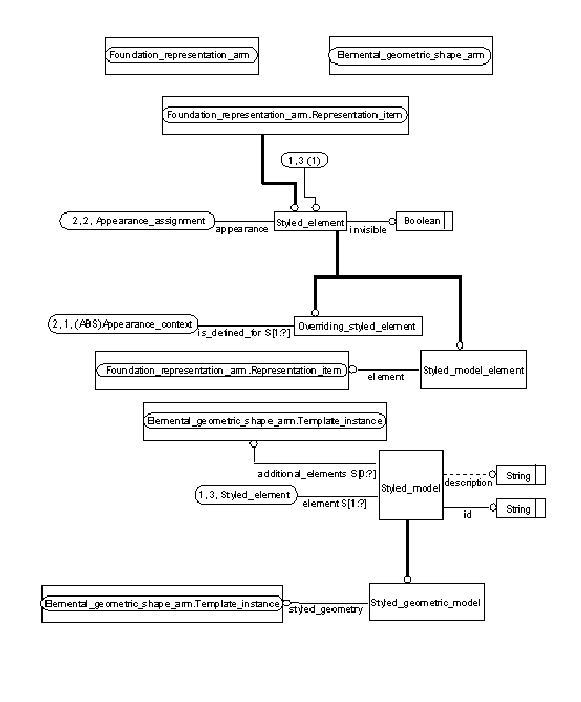 Foundation_representation_arm
Elemental_geometric_shape_arm
Foundation_representation_arm.Representation_item
1,3 (1)
2, 2, Appearance_assignment
appearance
Styled_element
invisible
Boolean
2, 1, (ABS)Appearance_context
is_defined_for S[1:?]
Overriding_styled_element
Foundation_representation_arm.Representation_item
element
Styled_model_element
Elemental_geometric_shape_arm.Template_instance
additional_elements S[0:?]
Styled_model
description
String
1, 3, Styled_element
element S[1:?]
id
String
Elemental_geometric_shape_arm.Template_instance
styled_geometry
Styled_geometric_model